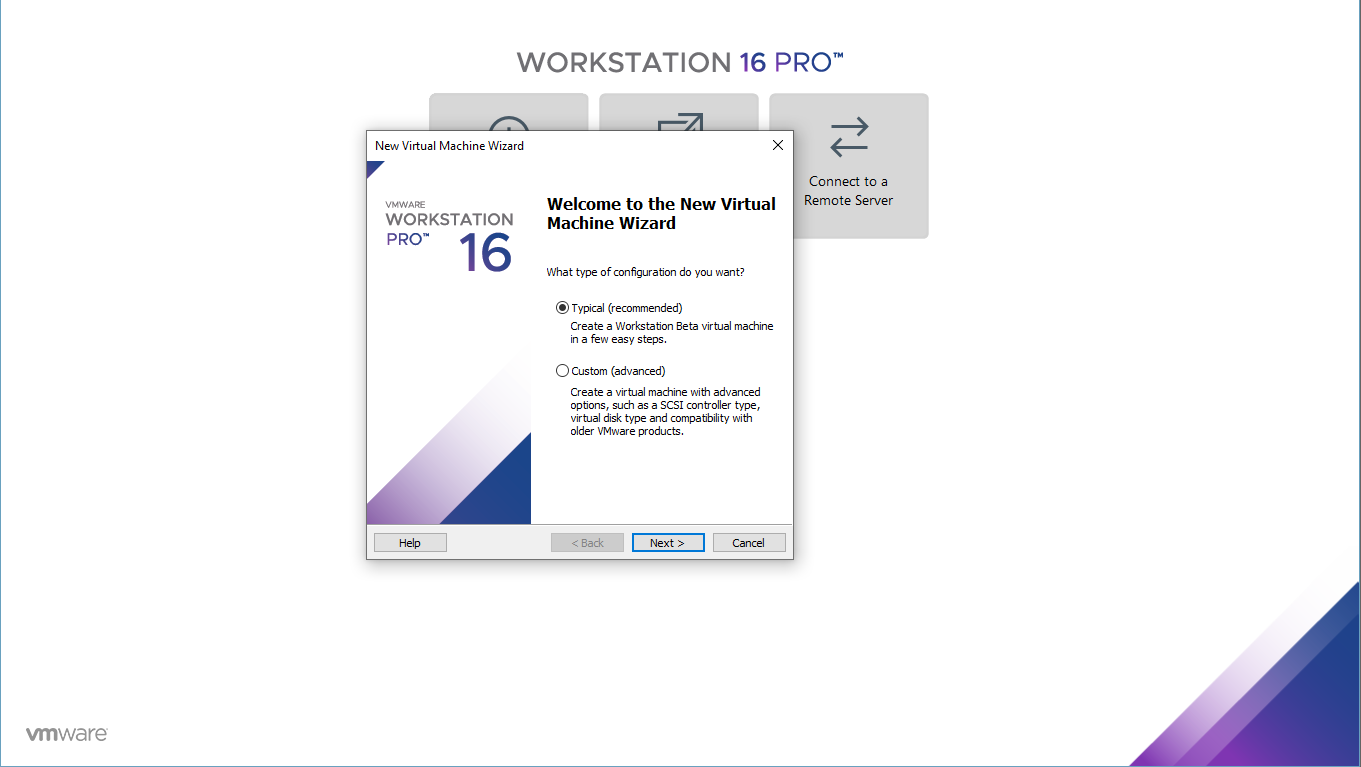 WORKSTATION 16 PRO™
Connect to a
Remote Server
New Virtual Machine Wizard
VMWARE
WORKSTATION
PRO™ 16
Welcome to the New Virtual
Machine Wizard
What type of configuration do you want?
Typical (recommended)
Create a Workstation Beta virtual machine
in a few easy steps.
Custom (advanced)
Create a virtual machine with advanced
options, such as a SCSI controller type,
virtual disk type and compatibility with
older VMware products.
Help
< Back
Next >
Cancel
vmware